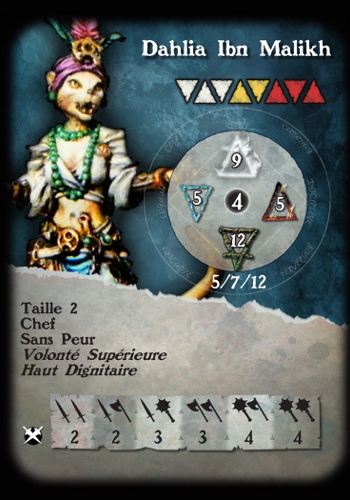 Dahlia Ibn Malikh
9
5 4 5
12
5/7/12
Taille 2
Chef
Sans Peur
Volonté Supérieure
Haut Dignitaire
2 2 3 3 4 4